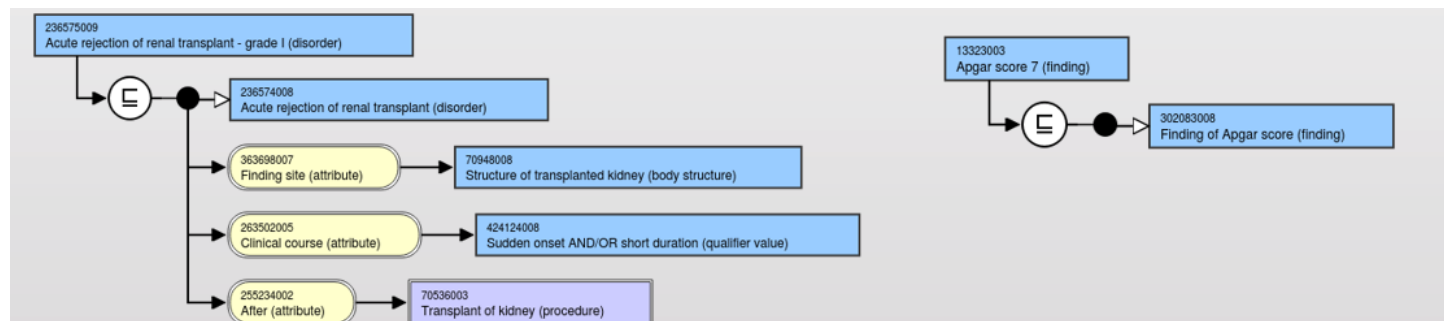 236575009
Acute rejection of renal transplant - grade I (disorder)
⊑
236574008
Acute rejection of renal transplant (disorder)
363698007
Finding site (attribute)
70948008
Structure of transplanted kidney (body structure)
263502005
Clinical course (attribute)
424124008
Sudden onset AND/OR short duration (qualifier value)
255234002
After (attribute)
70536003
Transplant of kidney (procedure)
13323003
Apgar score 7 (finding)
⊑
302083008
Finding of Apgar score (finding)